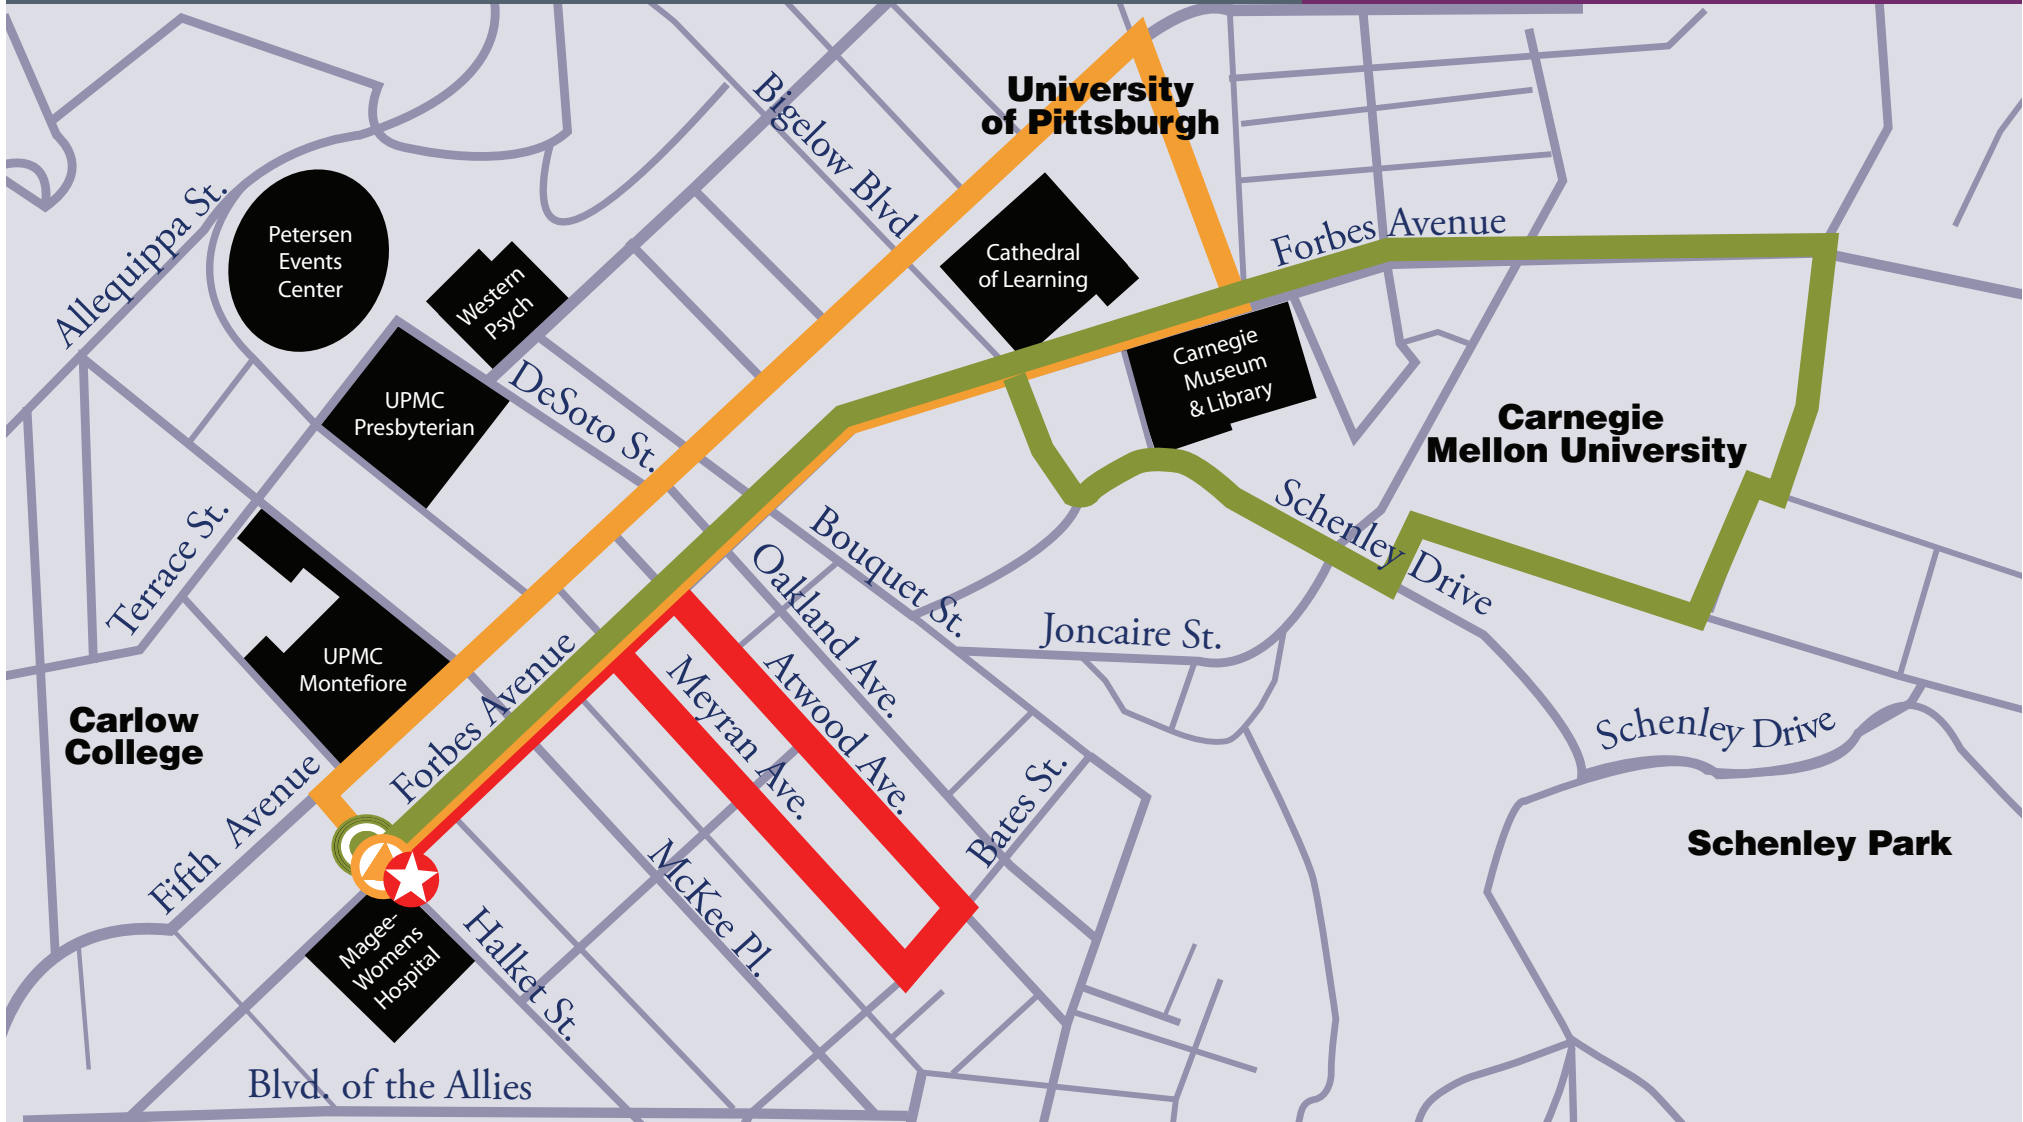 University
of Pittsburgh
Bigelow Blvd
Allequippa St.
Petersen
Events
Center
Western
Psych
Cathedral
of Learning
Forbes Avenue
Carnegie
Museum
& Library
UPMC
Presbyterian
DeSoto St.
Carnegie
Mellon University
Terrace St.
Schenley Drive
Bouquet St.
Oakland Ave.
Joncaire St.
UPMC
Montefiore
Forbes Avenue
Meyran Ave.
Atwood Ave.
Carlow
College
Schenley Drive
Fifth Avenue
Bates St.
Schenley Park
McKee Pl.
Magee-
Womens
Hospital
Halket St.
Blvd. of the Allies